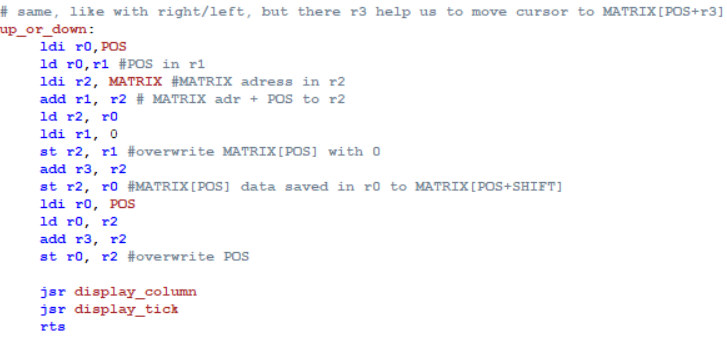 # same, like with right/left, but there r3 help us to move cursor to MATRIX[POS+r3]
up_or_down:
ldi r0,POS
ld r0,r1 #POS in r1
ldi r2, MATRIX #MATRIX adress in r2
add r1, r2 # MATRIX adr + POS to r2
ld r2, r0
ldi r1, 0
st r2, r1 #overwrite MATRIX[POS] with 0
add r3, r2
st r2, r0 #MATRIX[POS] data saved in r0 to MATRIX[POS+SHIFT]
ldi r0, POS
ld r0, r2
add r3, r2
st r0, r2 #overwrite POS
jsr display_column
jsr display_tick
rts